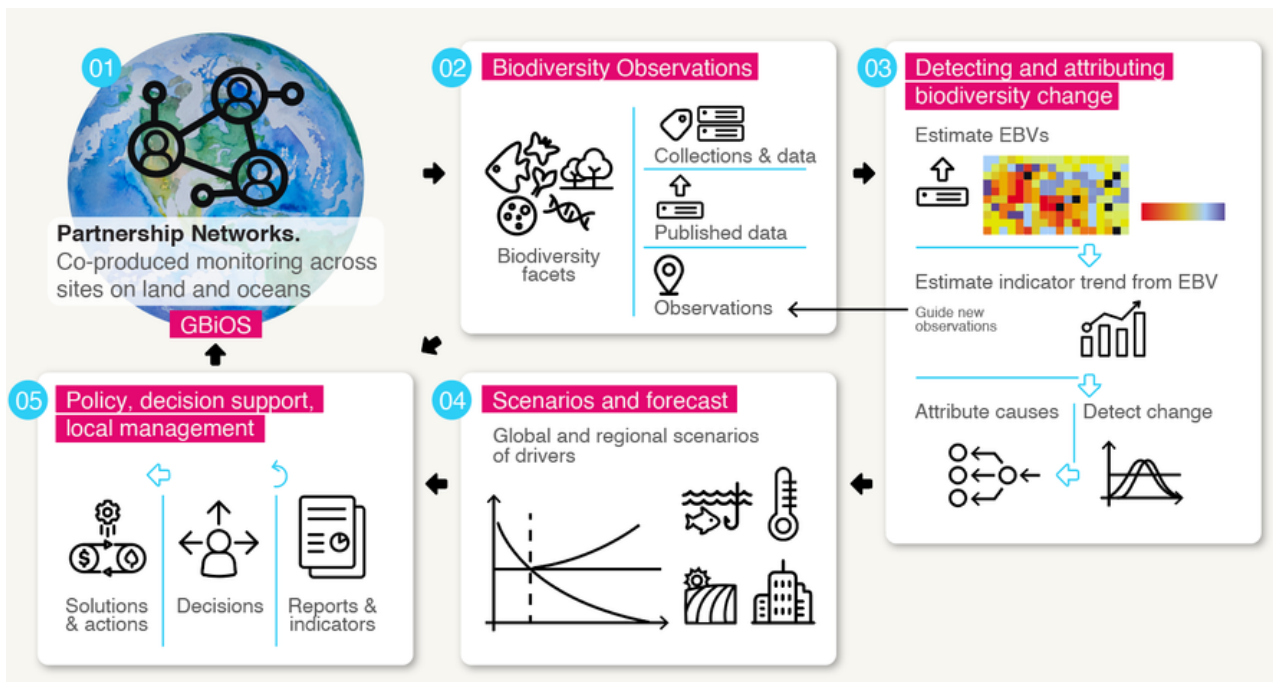 01
Partnership Networks.
Co-produced monitoring across
sites on land and oceans
GBiOS
02
Biodiversity Observations
Biodiversity
facets
Collections & data
Published data
Observations
03
Detecting and attributing
biodiversity change
Estimate EBVs
Estimate indicator trend from EBV
Guide new
observations
Attribute causes
Detect change
04
Scenarios and forecast
Global and regional scenarios
of drivers
05
Policy, decision support,
local management
$
Solutions
& actions
Decisions
Reports &
indicators